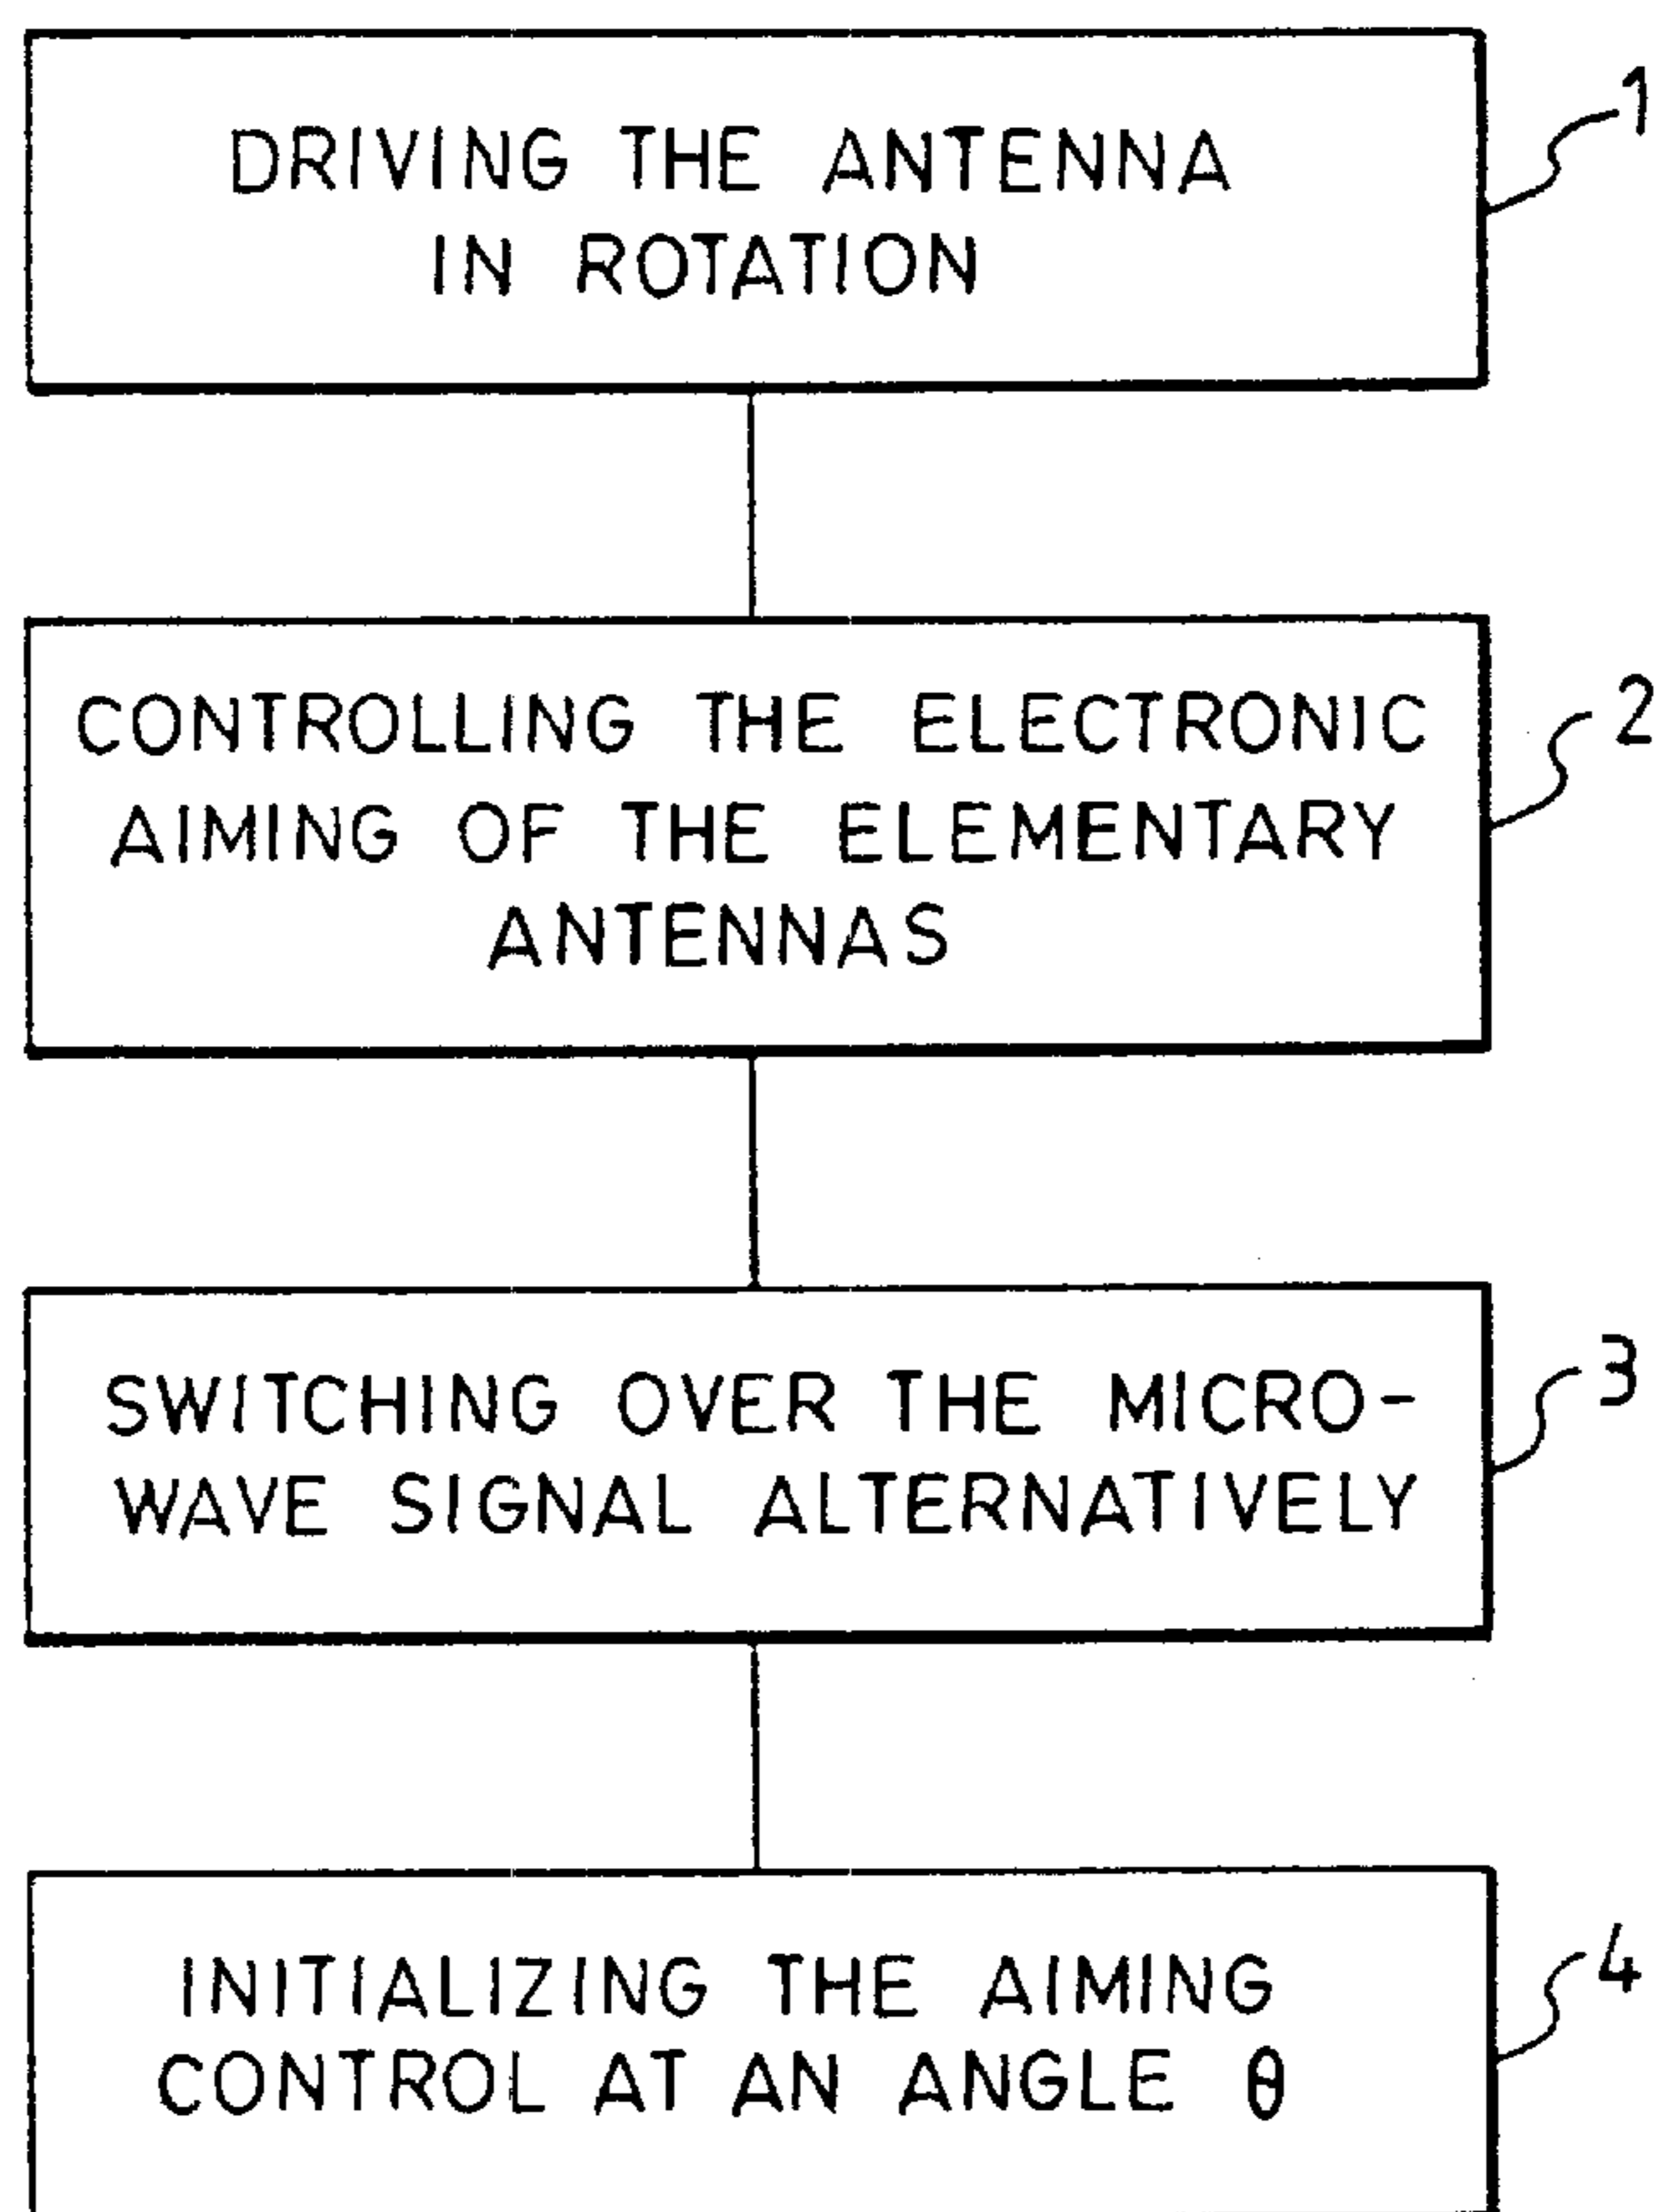 DRIVING THE ANTENNA
IN ROTATION
1
CONTROLLING THE ELECTRONIC
AIMING OF THE ELEMENTARY
ANTENNAS
2
SWITCHING OVER THE MICRO-
WAVE SIGNAL ALTERNATIVELY
3
INITIALIZING THE AIMING
CONTROL AT AN ANGLE θ
4